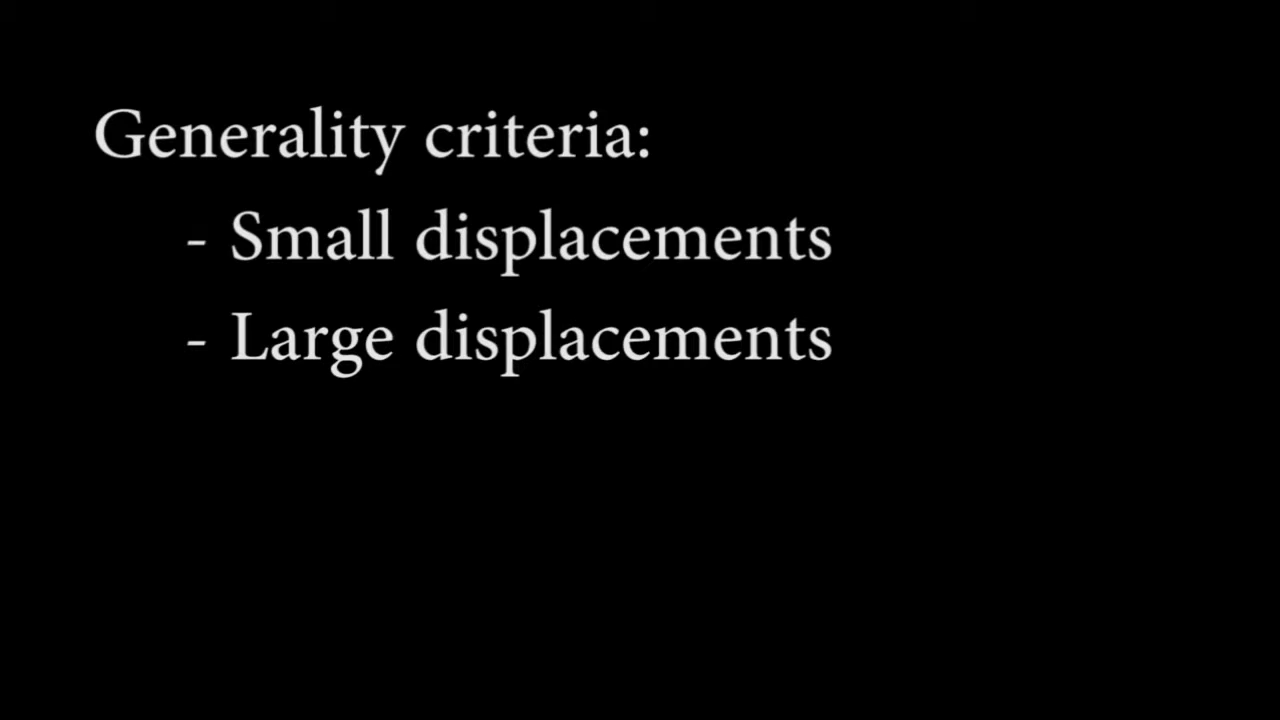 Generality criteria:
- Small displacements
- Large displacements